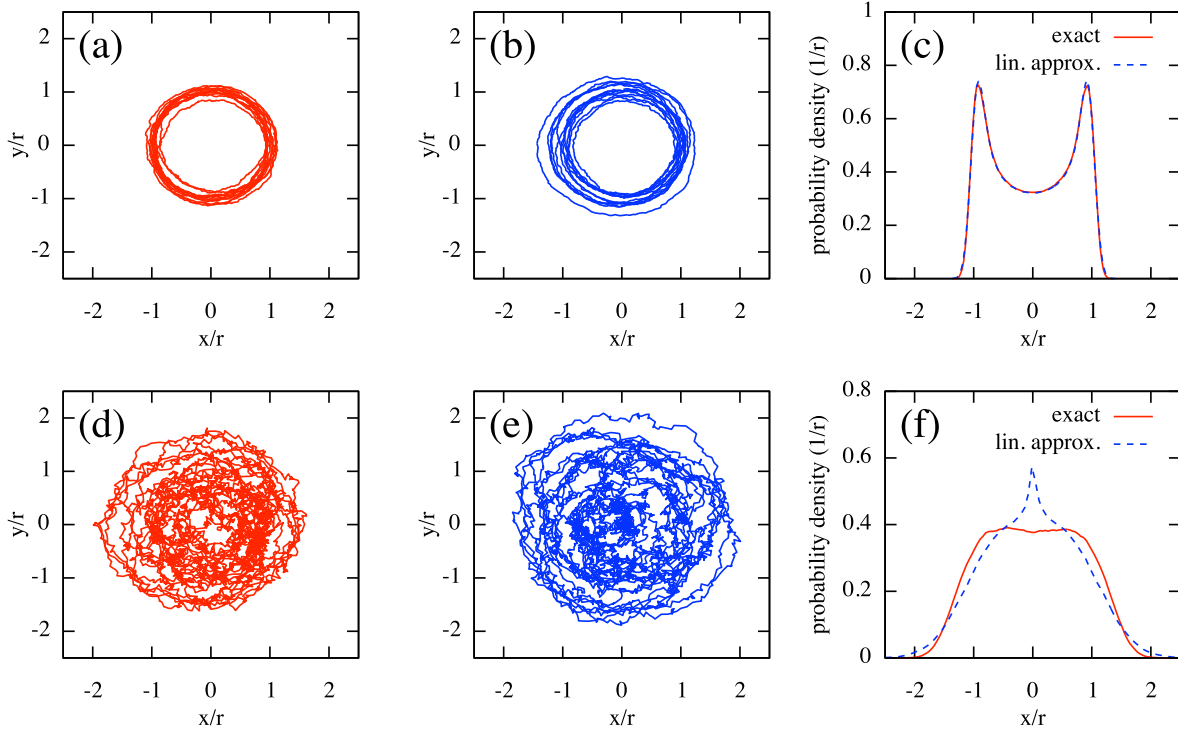 (a)
2
1
0
-1
-2
y/r
-2 -1 0 1 2
x/r
(b)
2
1
0
-1
-2
y/r
-2 -1 0 1 2
x/r
(c)
exact
lin. approx.
1
0.8
0.6
0.4
0.2
0
probability density (1/r)
-2 -1 0 1 2
x/r
(d)
2
1
0
-1
-2
y/r
-2 -1 0 1 2
x/r
(e)
2
1
0
-1
-2
y/r
-2 -1 0 1 2
x/r
(f)
exact
lin. approx.
0.8
0.6
0.4
0.2
0
probability density (1/r)
-2 -1 0 1 2
x/r